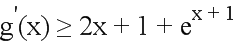 g'(x) ≥ 2x + 1 + e^{x + 1}